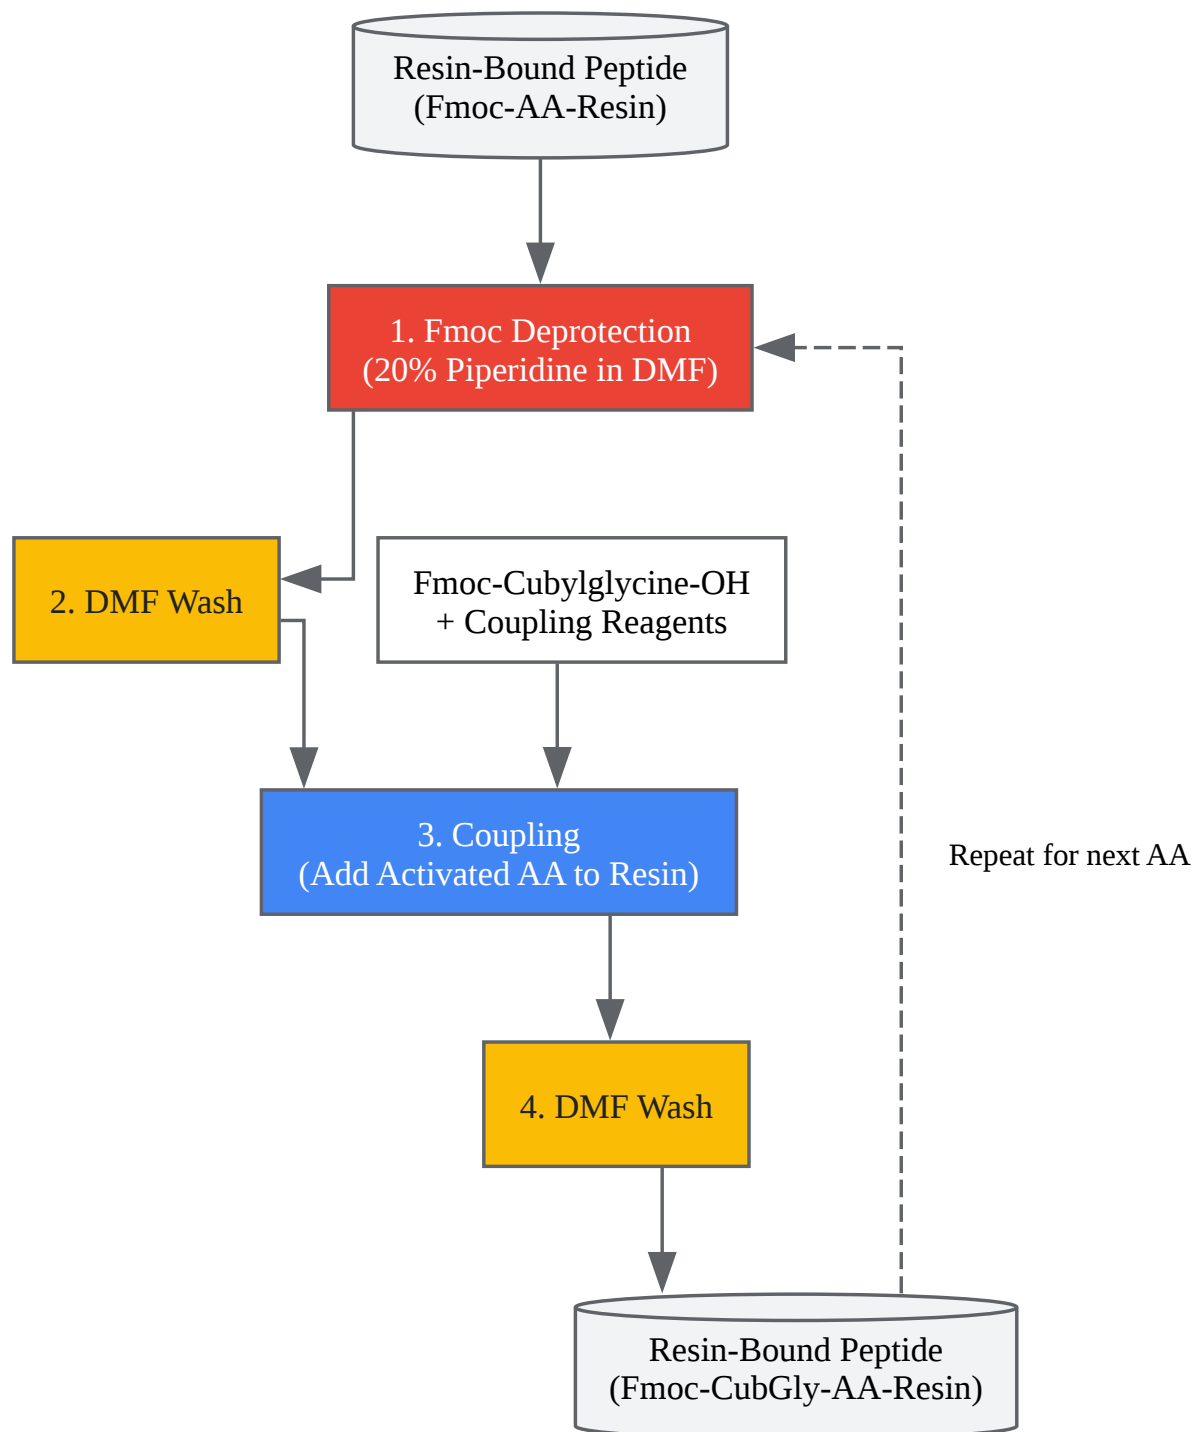 Resin-Bound Peptide
(Fmoc-AA-Resin)
1. Fmoc Deprotection
(20% Piperidine in DMF)
2. DMF Wash
Fmoc-Cubylglycine-OH
+ Coupling Reagents
3. Coupling
(Add Activated AA to Resin)
Repeat for next AA
4. DMF Wash
Resin-Bound Peptide
(Fmoc-CubGly-AA-Resin)